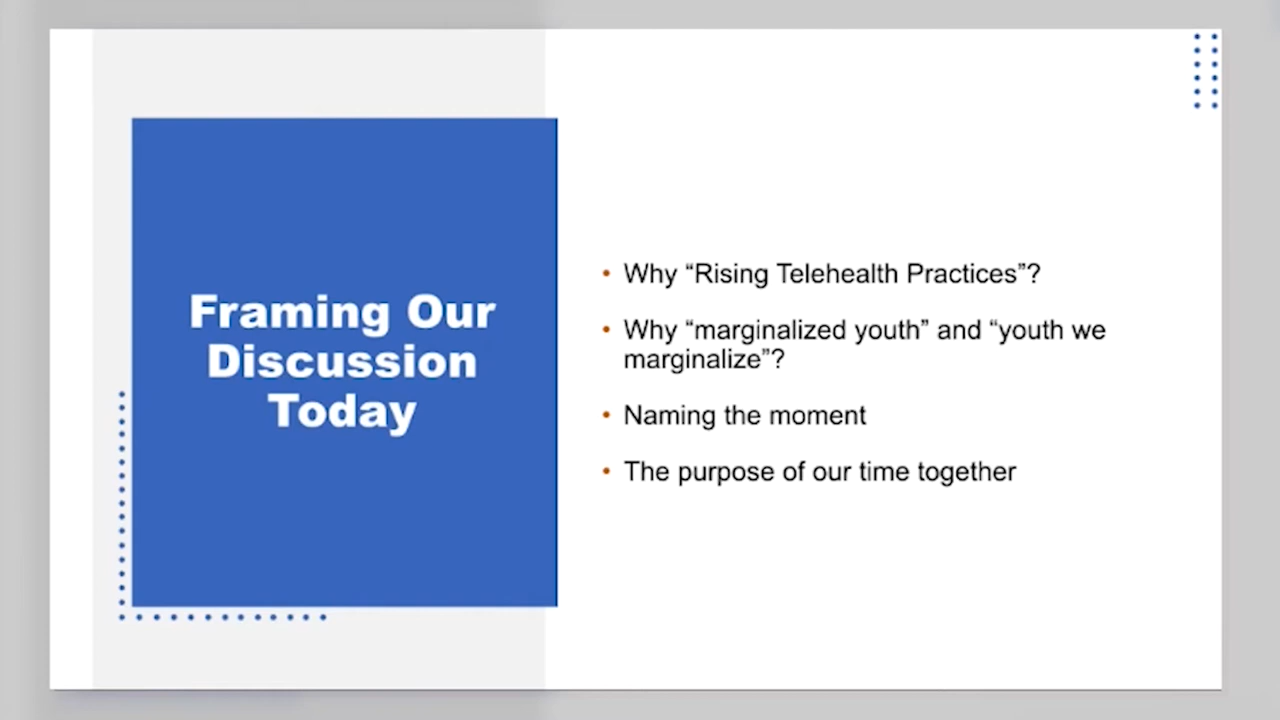 Framing Our
Discussion
Today
• Why “Rising Telehealth Practices”?
• Why “marginalized youth” and “youth we
marginalize”?
• Naming the moment
• The purpose of our time together